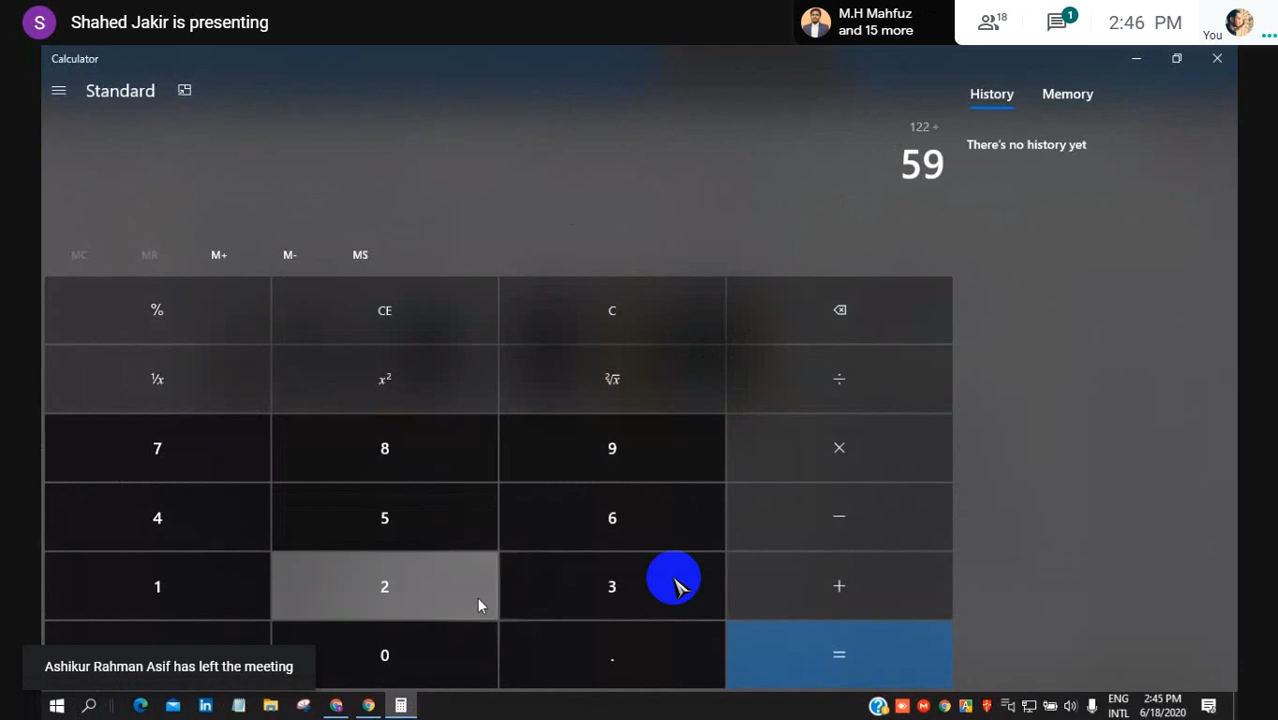 S Shahed Jakir is presenting
M.H Mahfuz
and 15 more
18
1
2:46 PM
You
Calculator
Standard
History Memory
122 ÷
59
There's no history yet
MC MR M+ M- MS
% CE C
⅟x x² ²√x ÷
7 8 9 ×
4 5 6 −
1 2 3 +
0 . =
Ashikur Rahman Asif has left the meeting
ENG
INTL
2:45 PM
6/18/2020